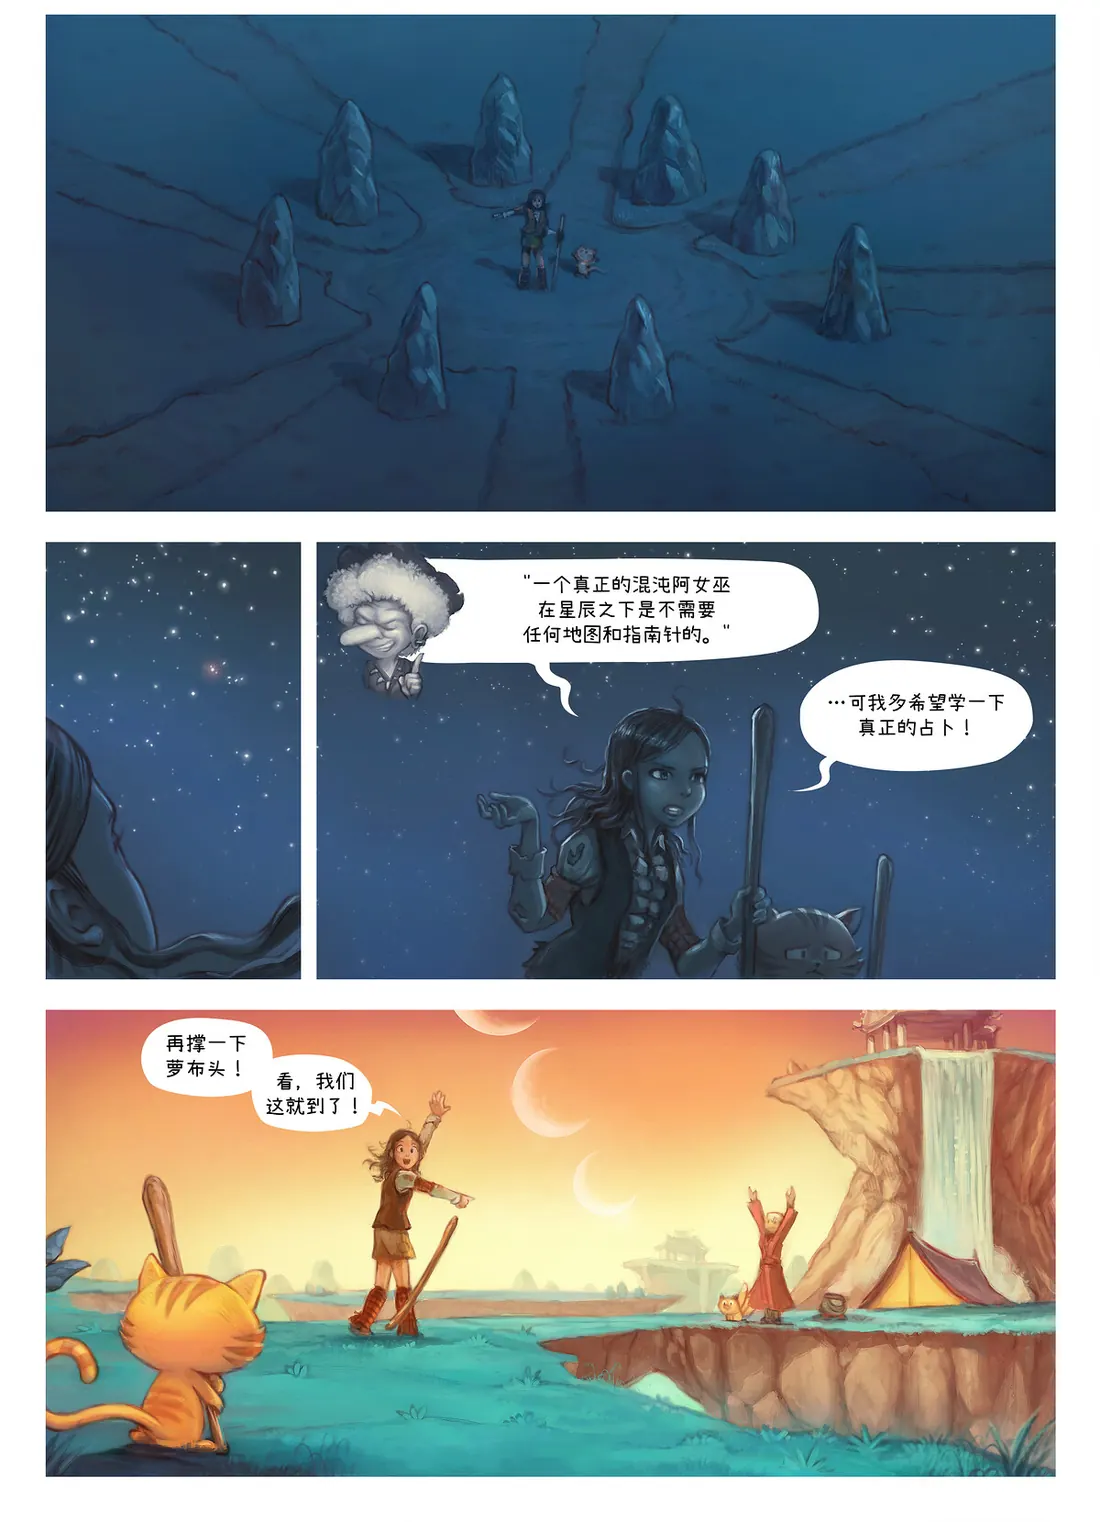 "一个真正的混沌阿女巫
在星辰之下是不需要
任何地图和指南针的。"
…可我多希望学一下
真正的占卜！
再撑一下
萝布头！
看，我们
这就到了！